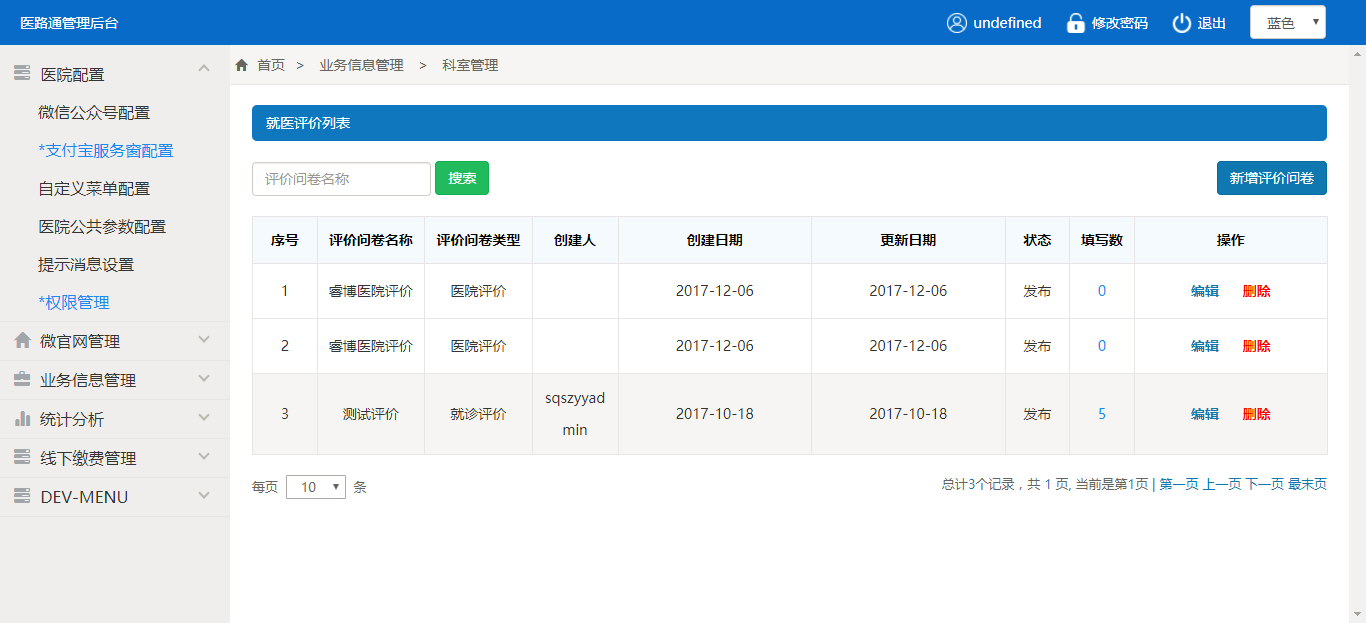 医路通管理后台
undefined
修改密码
退出
蓝色
医院配置
微信公众号配置
*支付宝服务窗配置
自定义菜单配置
医院公共参数配置
提示消息设置
*权限管理
微官网管理
业务信息管理
统计分析
线下缴费管理
DEV-MENU
首页 > 业务信息管理 > 科室管理
就医评价列表
评价问卷名称
搜索
新增评价问卷
序号 评价问卷名称 评价问卷类型 创建人 创建日期 更新日期 状态 填写数 操作
1 睿博医院评价 医院评价 2017-12-06 2017-12-06 发布 0 编辑 删除
2 睿博医院评价 医院评价 2017-12-06 2017-12-06 发布 0 编辑 删除
3 测试评价 就诊评价 sqszyyad
min 2017-10-18 2017-10-18 发布 5 编辑 删除
每页 10 条
总计3个记录，共 1 页, 当前是第1页 | 第一页 上一页 下一页 最末页